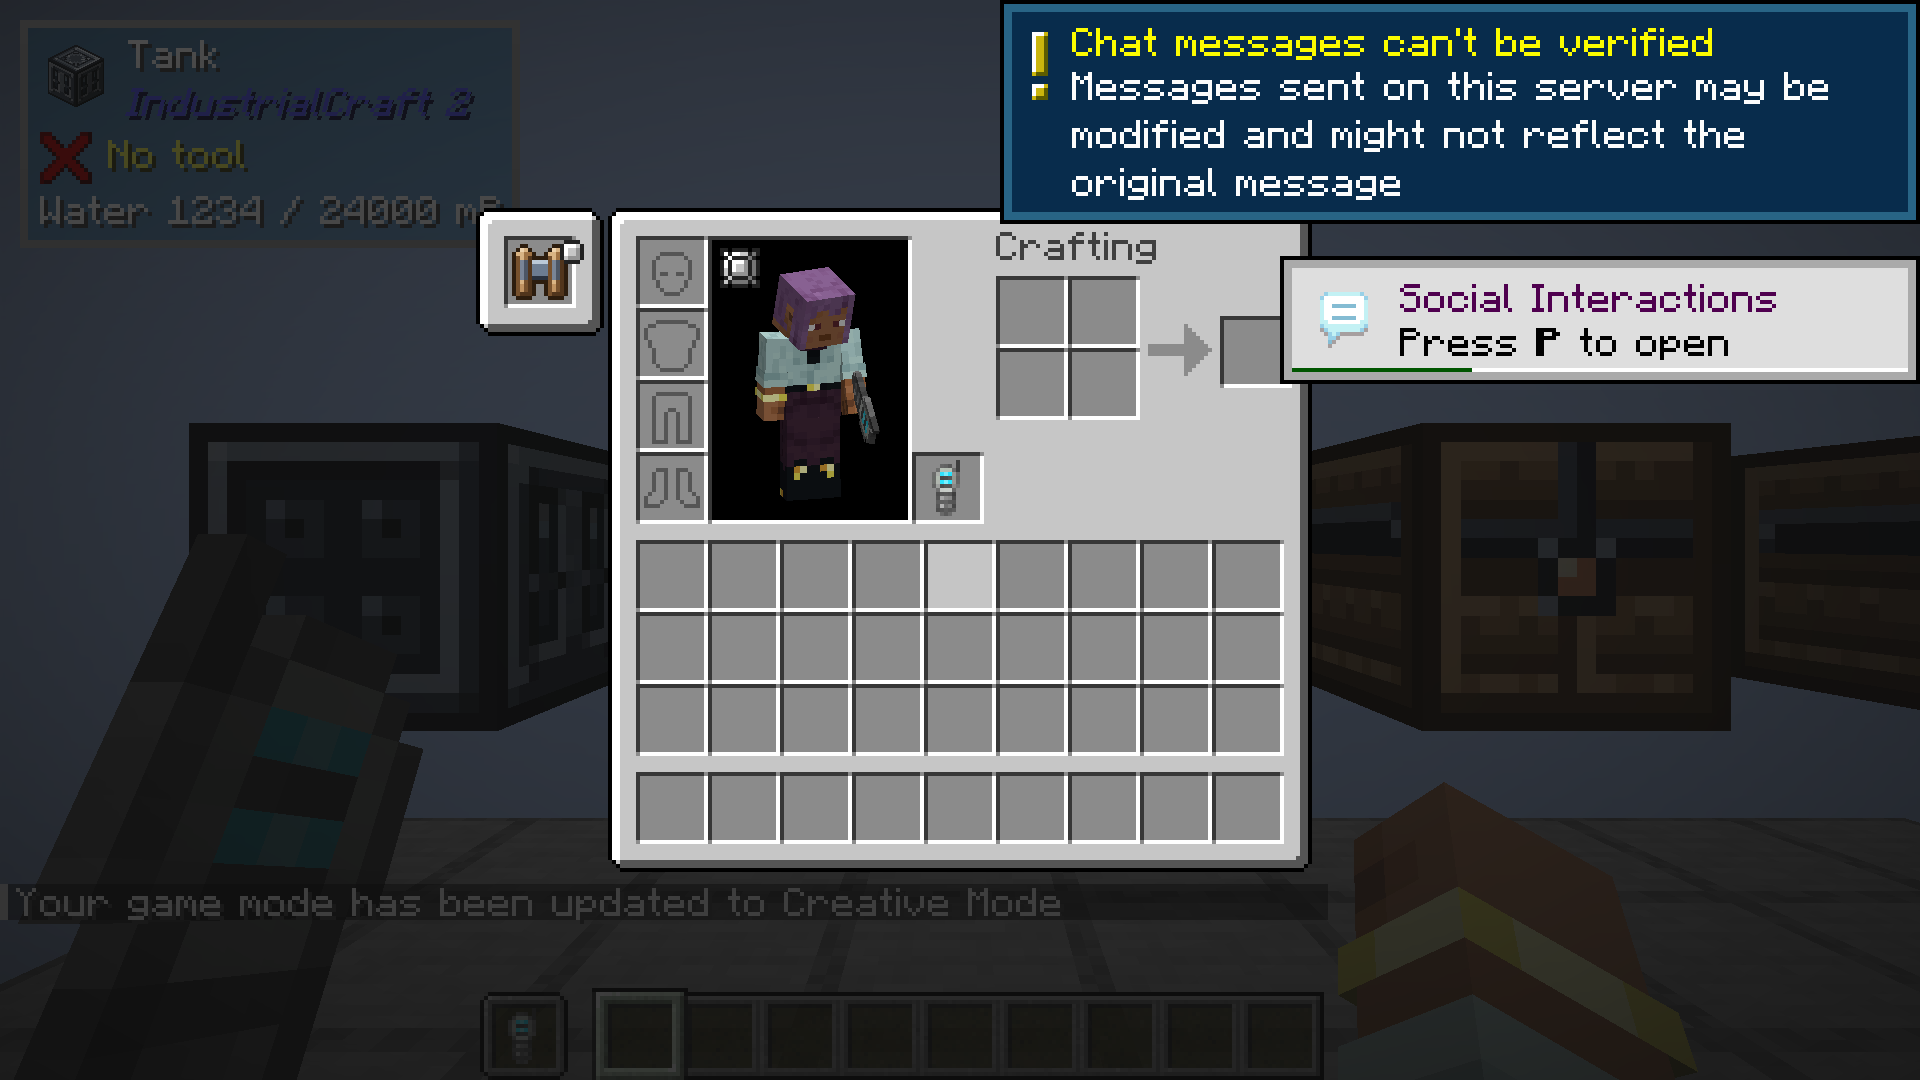 Tank
IndustrialCraft 2
No tool
Water 1234 / 24000 mB
Chat messages can't be verified
Messages sent on this server may be
modified and might not reflect the
original message
Crafting
Social Interactions
Press P to open
Your game mode has been updated to Creative Mode